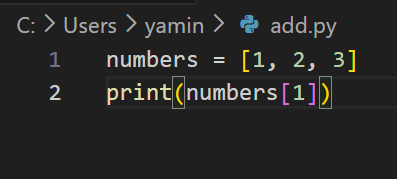 C: > Users > yamin > add.py
1 numbers = [1, 2, 3]
2 print(numbers[1])